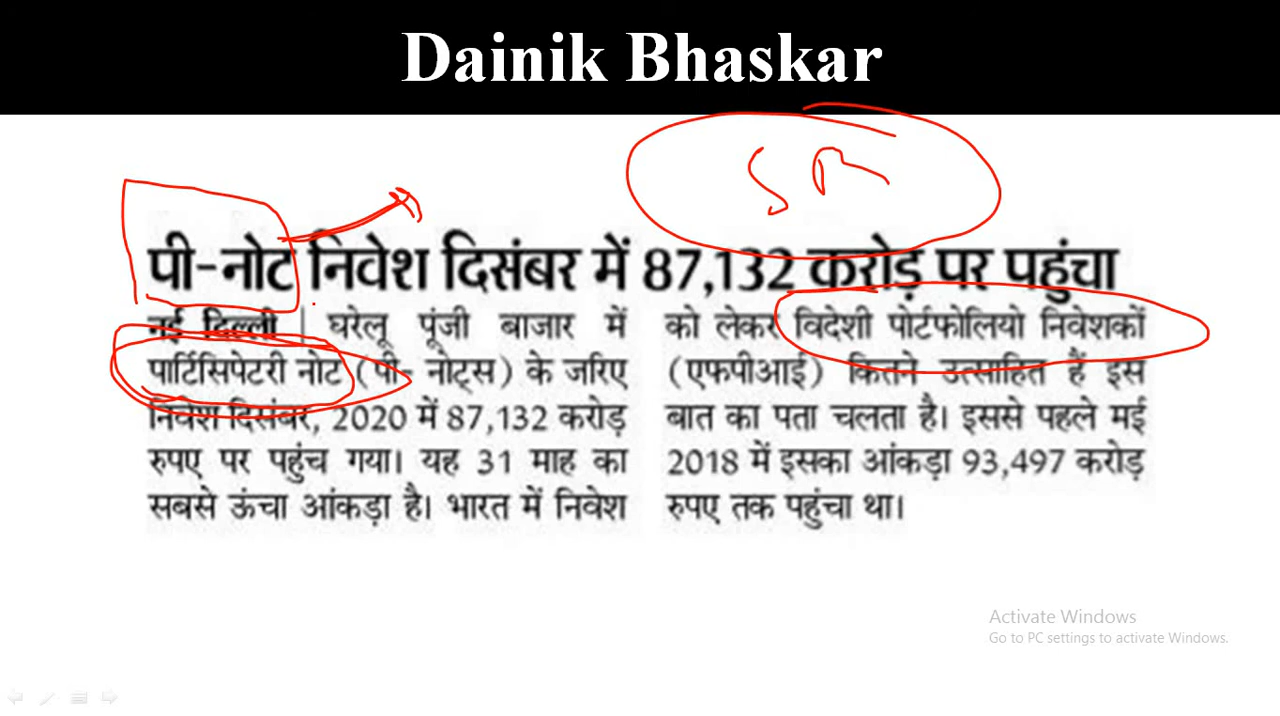 Dainik Bhaskar
S R
पी-नोट निवेश दिसंबर में 87,132 करोड़ पर पहुंचा
नई दिल्ली | घरेलू पूंजी बाजार में
पार्टिसिपेटरी नोट (पी- नोट्स) के जरिए
निवेश दिसंबर, 2020 में 87,132 करोड़
रुपए पर पहुंच गया। यह 31 माह का
सबसे ऊंचा आंकड़ा है। भारत में निवेश
को लेकर विदेशी पोर्टफोलियो निवेशकों
(एफपीआई) कितने उत्साहित हैं इस
बात का पता चलता है। इससे पहले मई
2018 में इसका आंकड़ा 93,497 करोड़
रुपए तक पहुंचा था।
Activate Windows
Go to PC settings to activate Windows.